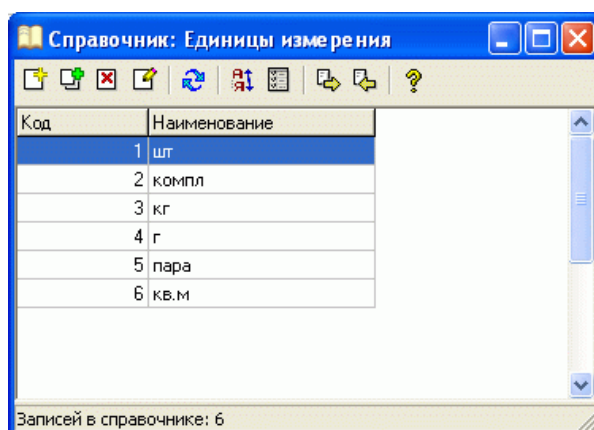 Справочник: Единицы измерения
Код Наименование
1 шт
2 компл
3 кг
4 г
5 пара
6 кв.м
Записей в справочнике: 6